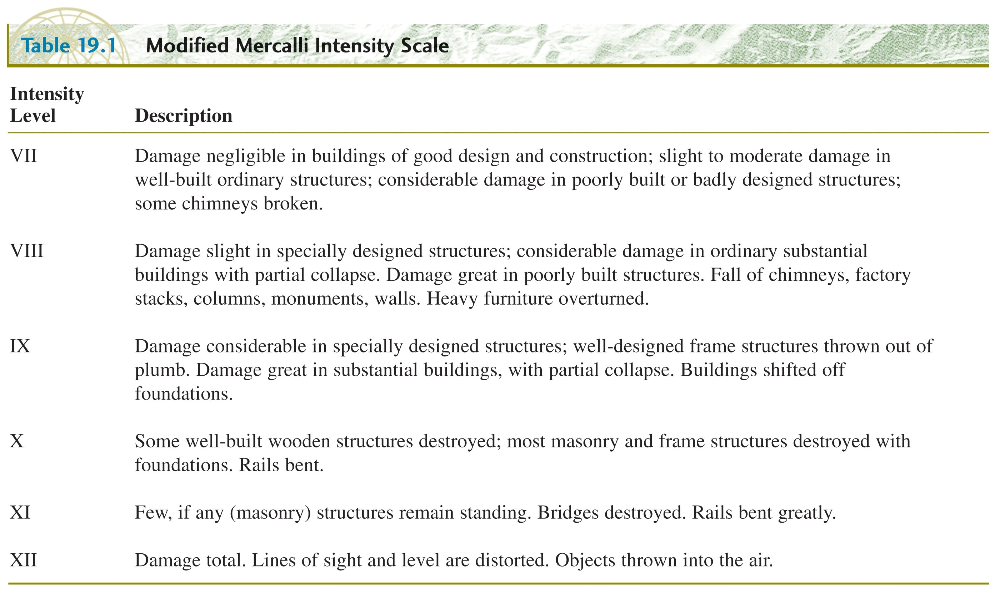 Table 19.1 Modified Mercalli Intensity Scale
Intensity
Level Description
VII Damage negligible in buildings of good design and construction; slight to moderate damage in
well-built ordinary structures; considerable damage in poorly built or badly designed structures;
some chimneys broken.
VIII Damage slight in specially designed structures; considerable damage in ordinary substantial
buildings with partial collapse. Damage great in poorly built structures. Fall of chimneys, factory
stacks, columns, monuments, walls. Heavy furniture overturned.
IX Damage considerable in specially designed structures; well-designed frame structures thrown out of
plumb. Damage great in substantial buildings, with partial collapse. Buildings shifted off
foundations.
X Some well-built wooden structures destroyed; most masonry and frame structures destroyed with
foundations. Rails bent.
XI Few, if any (masonry) structures remain standing. Bridges destroyed. Rails bent greatly.
XII Damage total. Lines of sight and level are distorted. Objects thrown into the air.